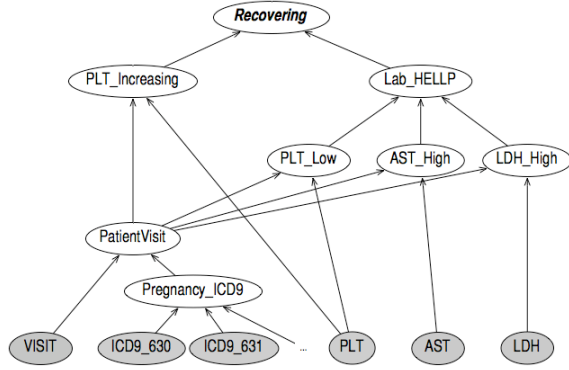 Recovering
PLT_Increasing
Lab_HELLP
PLT_Low
AST_High
LDH_High
PatientVisit
Pregnancy_ICD9
VISIT
ICD9_630
ICD9_631
...
PLT
AST
LDH